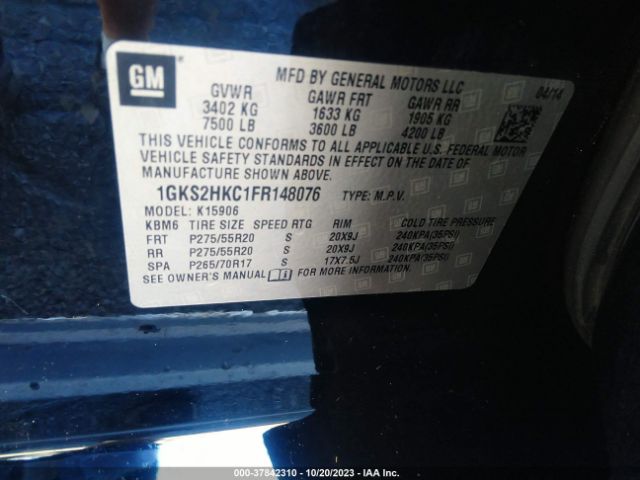 GM
MFD BY GENERAL MOTORS LLC
04/14
GVWR GAWR FRT GAWR RR
3402 KG 1633 KG 1905 KG
7500 LB 3600 LB 4200 LB
THIS VEHICLE CONFORMS TO ALL APPLICABLE U.S. FEDERAL MOTOR
VEHICLE SAFETY STANDARDS IN EFFECT ON THE DATE OF
MANUFACTURE SHOWN ABOVE.
1GKS2HKC1FR148076 TYPE: M.P.V.
MODEL: K15906
KBM6 TIRE SIZE SPEED RTG RIM COLD TIRE PRESSURE
FRT P275/55R20 S 20X9J 240KPA(35PSI)
RR P275/55R20 S 20X9J 240KPA(35PSI)
SPA P265/70R17 S 17X7.5J 240KPA(35PSI)
SEE OWNER'S MANUAL FOR MORE INFORMATION.
000-37842310 - 10/20/2023 - IAA Inc.